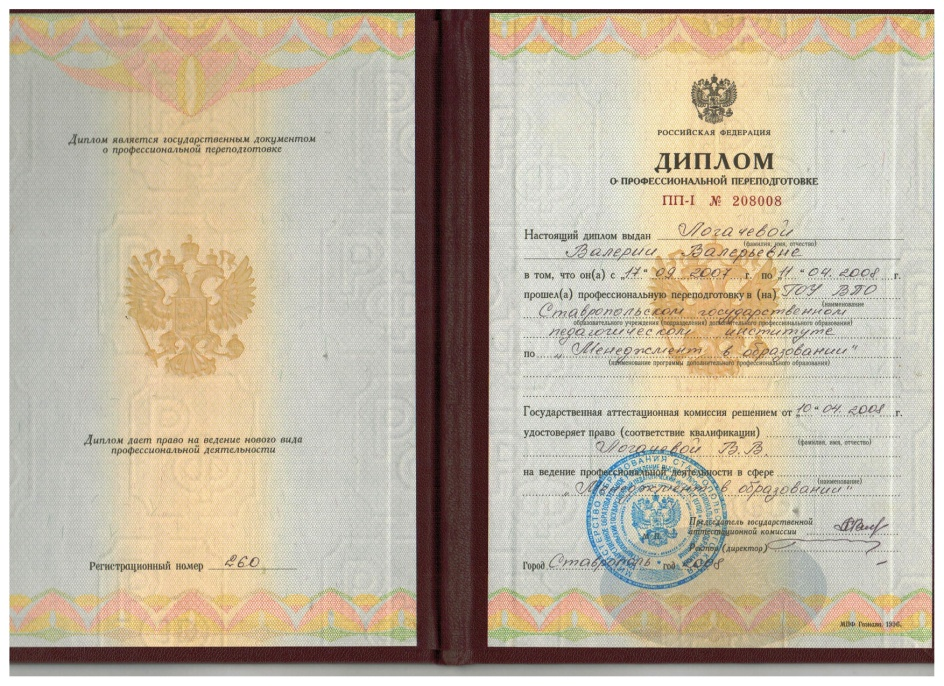 Диплом является государственным документом
о профессиональной переподготовке
Диплом дает право на ведение нового вида
профессиональной деятельности
Регистрационный номер 260
РОССИЙСКАЯ ФЕДЕРАЦИЯ
ДИПЛОМ
О ПРОФЕССИОНАЛЬНОЙ ПЕРЕПОДГОТОВКЕ
ПП-I № 208008
Настоящий диплом выдан Логачевой
(фамилия, имя, отчество)
Валерии Валерьевне
в том, что он(а) с „17“ 09 2007 г. по „11“ 04. 2008 г.
прошел(а) профессиональную переподготовку в (на) ГОУ ВПО
(наименование
Ставропольском государственном
образовательного учреждения (подразделения) дополнительного профессионального образования)
педагогическом институте
по „Менеджмент в образовании“
(наименование программы дополнительного профессионального образования)
Государственная аттестационная комиссия решением от „10“ 04. 2008 г.
удостоверяет право (соответствие квалификации)
(фамилия, имя, отчество)
Логачевой В.В.
на ведение профессиональной деятельности в сфере
(наименование)
„Менеджмент в образовании“
Председатель государственной
аттестационной комиссии
Ректор (директор)
Город Ставрополь год 2008
МПФ Гознака. 1996.